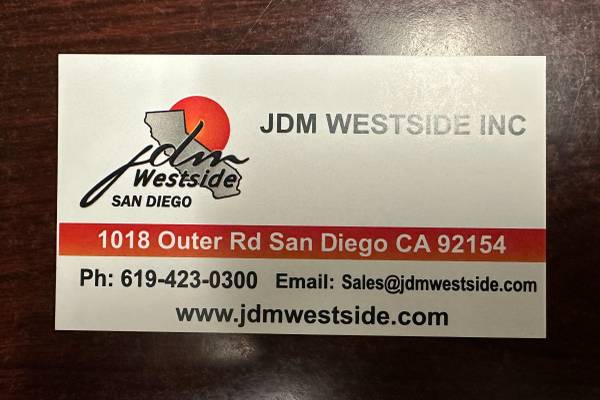 JDM WESTSIDE INC
jdm
Westside
SAN DIEGO
1018 Outer Rd San Diego CA 92154
Ph: 619-423-0300 Email: Sales@jdmwestside.com
www.jdmwestside.com